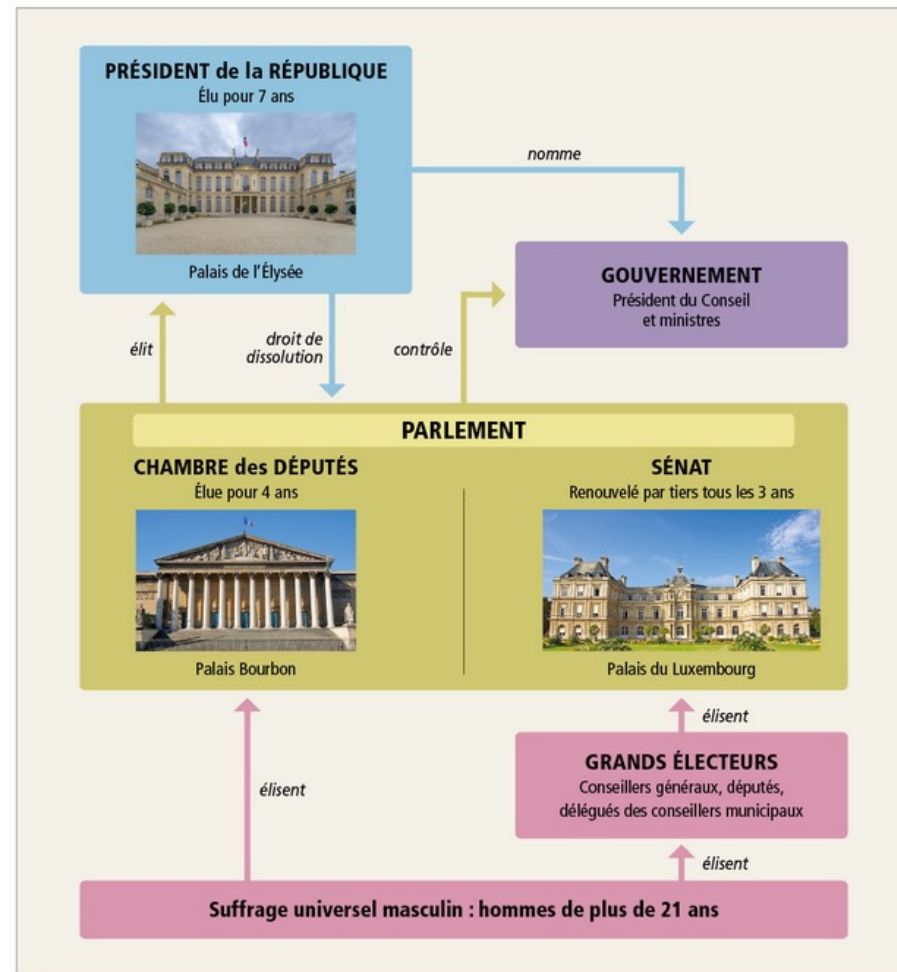 PRÉSIDENT de la RÉPUBLIQUE
Élu pour 7 ans
Palais de l'Élysée
nomme
GOUVERNEMENT
Président du Conseil
et ministres
élit
droit de
dissolution
contrôle
PARLEMENT
CHAMBRE des DÉPUTÉS
Élue pour 4 ans
Palais Bourbon
SÉNAT
Renouvelé par tiers tous les 3 ans
Palais du Luxembourg
élisent
élisent
GRANDS ÉLECTEURS
Conseillers généraux, députés,
délégués des conseillers municipaux
élisent
Suffrage universel masculin : hommes de plus de 21 ans